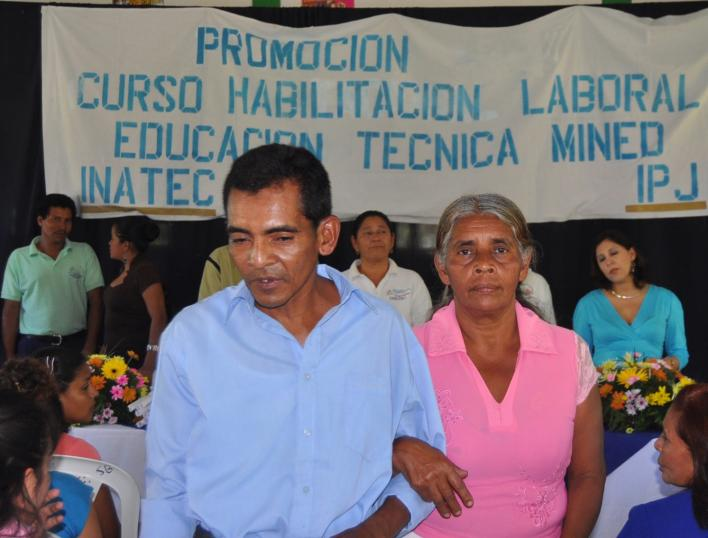 PROMOCION
CURSO HABILITACION LABORAL
EDUCACION TECNICA MINED
INATEC IPJ